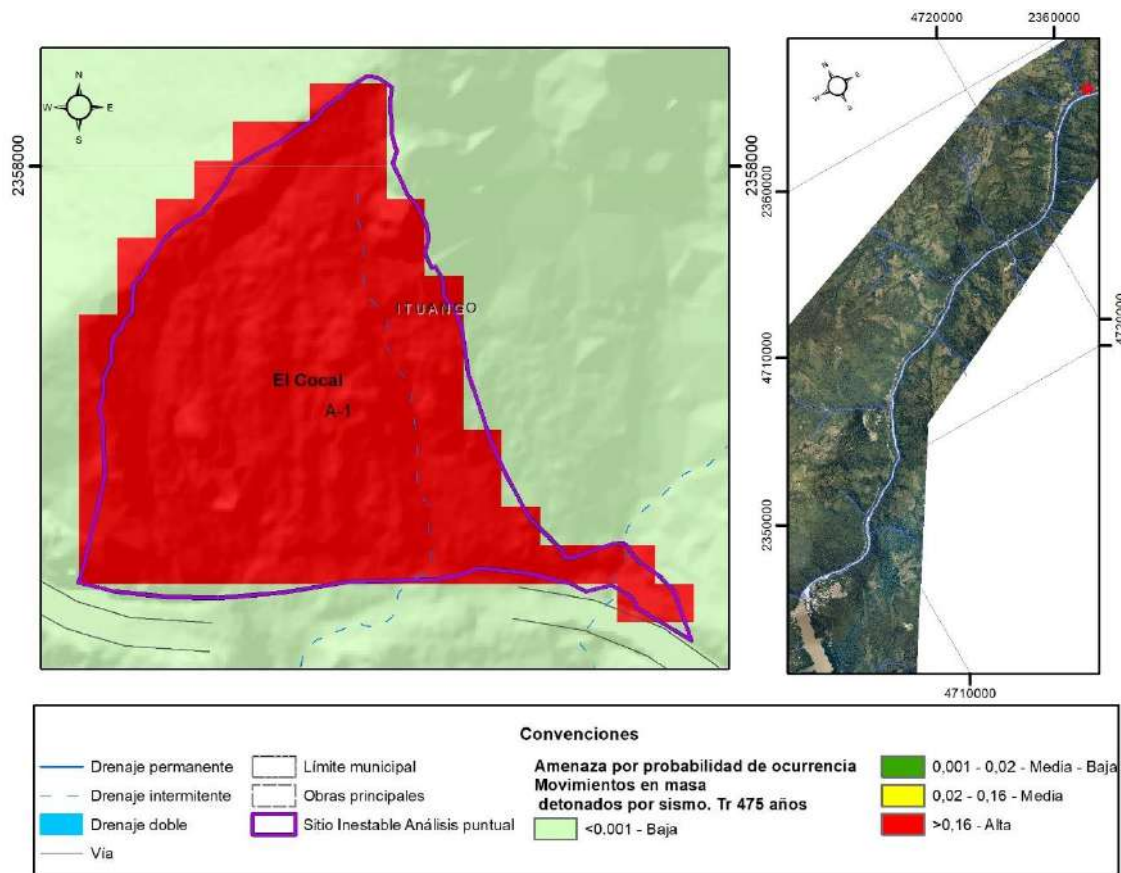 4720000
2360000
N
W
E
S
2358000
2358000
ITUANGO
El Cocal
A-1
2360000
4710000
2350000
4720000
4710000
Convenciones
Drenaje permanente
Drenaje intermitente
Drenaje doble
Vía
Límite municipal
Obras principales
Sitio Inestable Análisis puntual
Amenaza por probabilidad de ocurrencia
Movimientos en masa
detonados por sismo. Tr 475 años
<0.001 - Baja
0,001 - 0,02 - Media - Baja
0,02 - 0,16 - Media
>0,16 - Alta